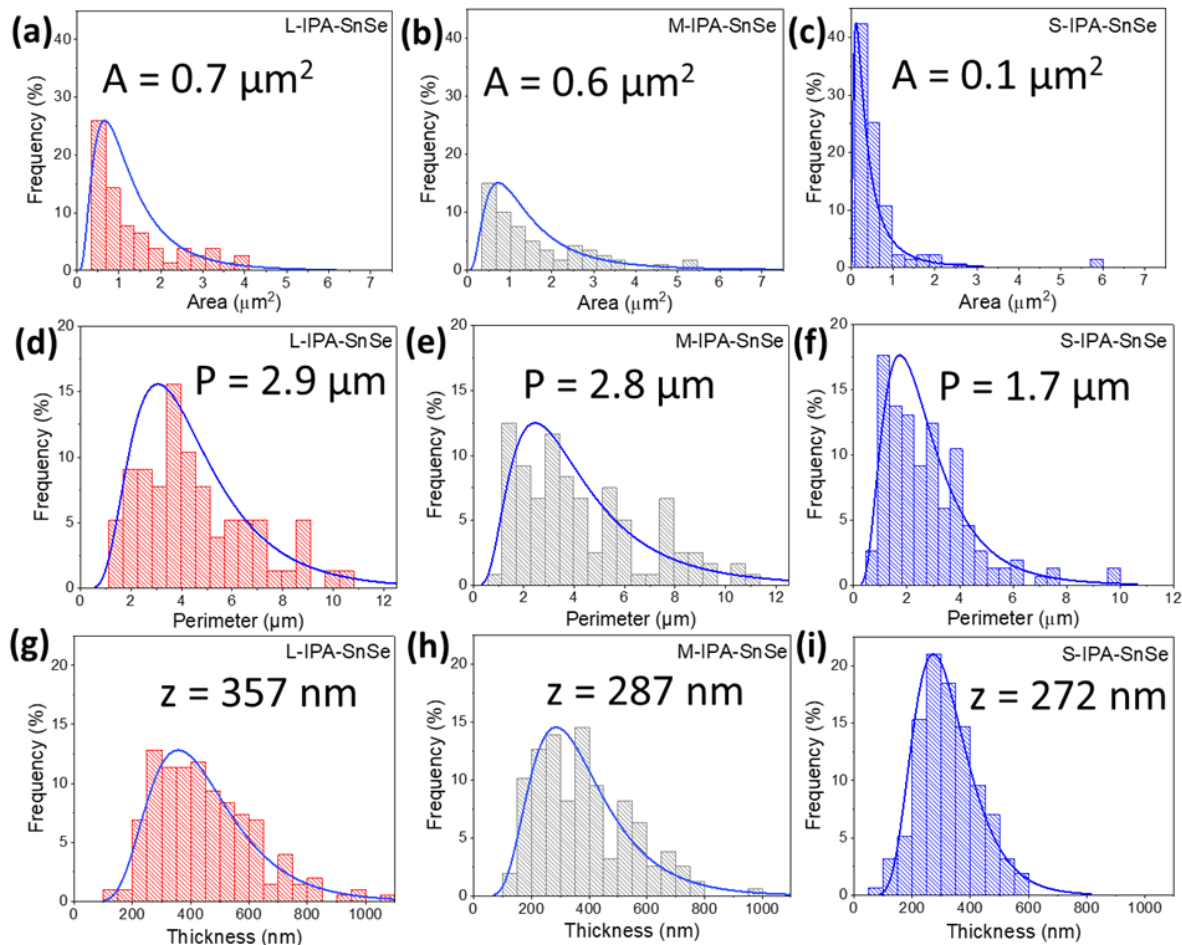 (a)
L-IPA-SnSe
A = 0.7 µm²
Frequency (%)
40
30
20
10
0
0 1 2 3 4 5 6 7
Area (µm²)
(b)
M-IPA-SnSe
A = 0.6 µm²
Frequency (%)
40
30
20
10
0
0 1 2 3 4 5 6 7
Area (µm²)
(c)
S-IPA-SnSe
A = 0.1 µm²
Frequency (%)
40
30
20
10
0
0 1 2 3 4 5 6 7
Area (µm²)
(d)
L-IPA-SnSe
P = 2.9 µm
Frequency (%)
20
15
10
5
0
0 2 4 6 8 10 12
Perimeter (µm)
(e)
M-IPA-SnSe
P = 2.8 µm
Frequency (%)
20
15
10
5
0
0 2 4 6 8 10 12
Perimeter (µm)
(f)
S-IPA-SnSe
P = 1.7 µm
Frequency (%)
20
15
10
5
0
0 2 4 6 8 10 12
Perimeter (µm)
(g)
L-IPA-SnSe
z = 357 nm
Frequency (%)
20
15
10
5
0
200 400 600 800 1000
Thickness (nm)
(h)
M-IPA-SnSe
z = 287 nm
Frequency (%)
20
15
10
5
0
0 200 400 600 800 1000
Thickness (nm)
(i)
S-IPA-SnSe
z = 272 nm
Frequency (%)
20
15
10
5
0
0 200 400 600 800 1000
Thickness (nm)